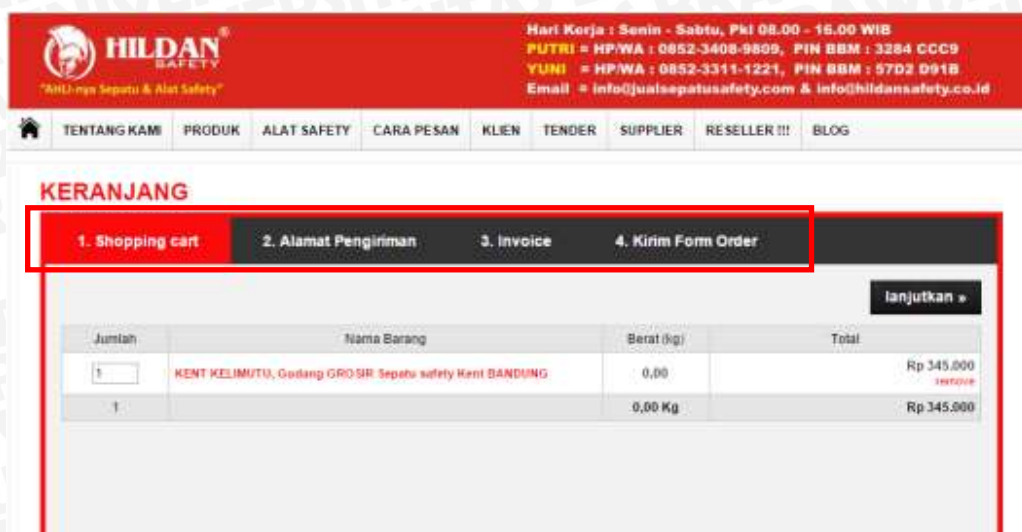 HILDAN®
SAFETY
"AHLI-nya Sepatu & Alat Safety"
Hari Kerja : Senin - Sabtu, Pkl 08.00 - 16.00 WIB
PUTRI = HP/WA : 0852-3408-9809, PIN BBM : 3284 CCC9
YUNI = HP/WA : 0852-3311-1221, PIN BBM : 57D2 D91B
Email = info@jualsepatusafety.com & info@hildansafety.co.id
TENTANG KAMI PRODUK ALAT SAFETY CARA PESAN KLIEN TENDER SUPPLIER RESELLER !!! BLOG
KERANJANG
1. Shopping cart 2. Alamat Pengiriman 3. Invoice 4. Kirim Form Order
lanjutkan »
Jumlah Nama Barang Berat (kg) Total
1 KENT KELIMUTU, Gudang GROSIR Sepatu safety Kent BANDUNG 0,00 Rp 345.000
remove
1 0,00 Kg Rp 345.000